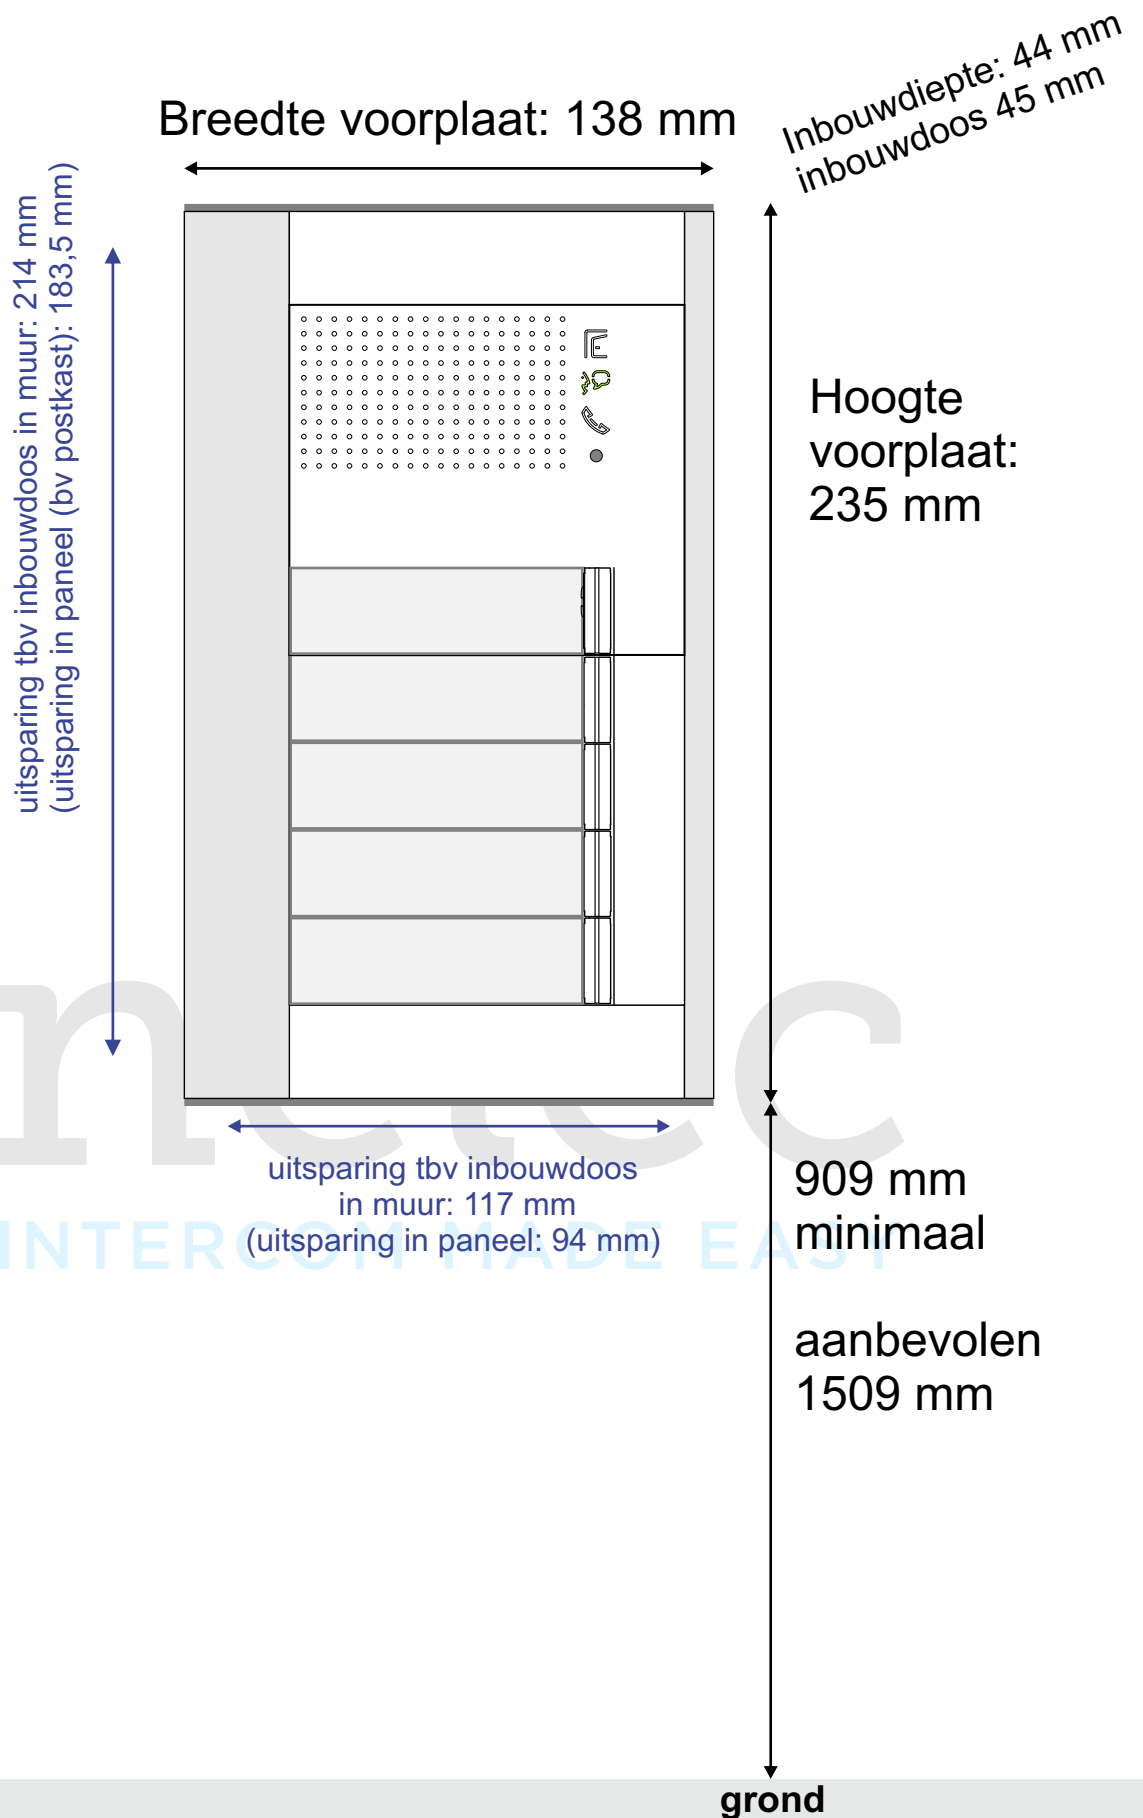 Inbouwdiepte: 44 mm
inbouwdoos 45 mm
Breedte voorplaat: 138 mm
uitsparing tbv inbouwdoos in muur: 214 mm
(uitsparing in paneel (bv postkast): 183,5 mm)
Hoogte
voorplaat:
235 mm
uitsparing tbv inbouwdoos
in muur: 117 mm
(uitsparing in paneel: 94 mm)
909 mm
minimaal
aanbevolen
1509 mm
INTERCOM MADE EASY
grond